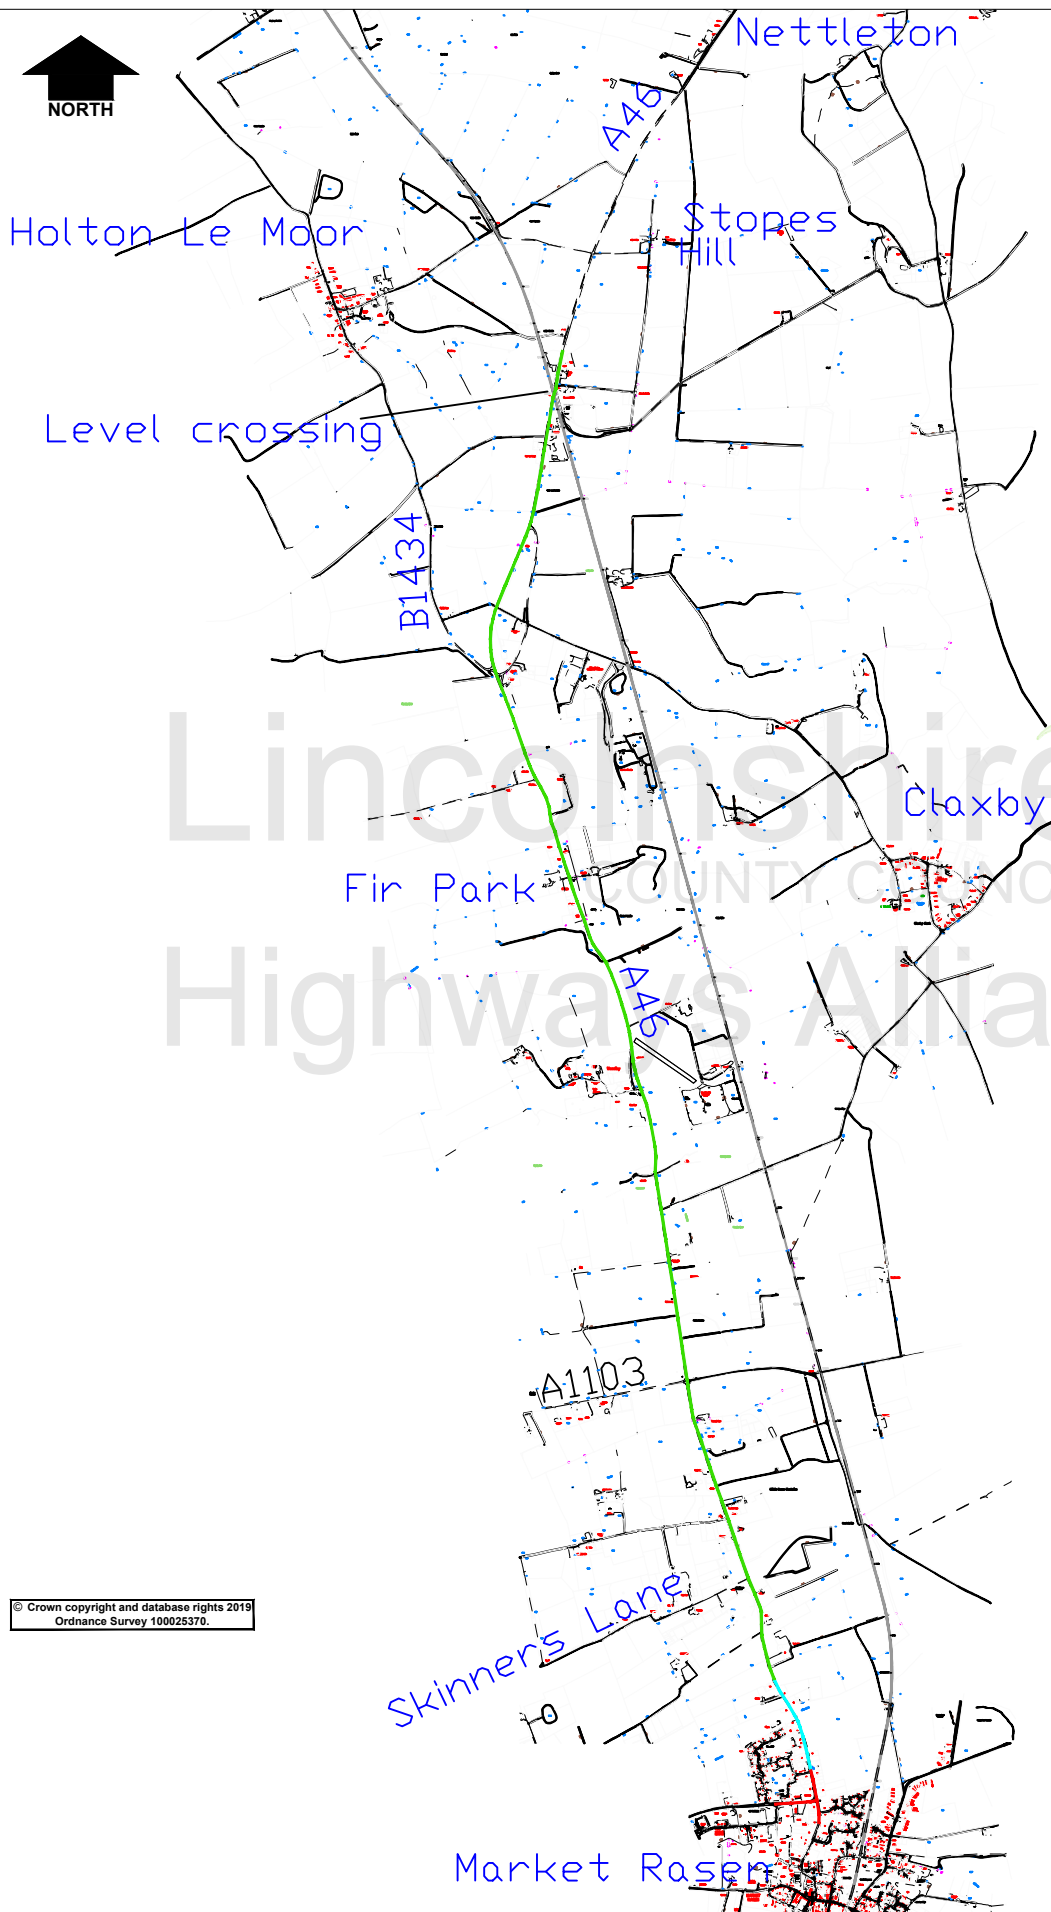 Nettleton
NORTH
A46
Holton Le Moor
Stopes
Hill
Level crossing
B1434
Lincolnshire
Claxby
COUNTY COUNC
Fir Park
Highways Allia
A46
A1103
Skinners Lane
© Crown copyright and database rights 2019
Ordnance Survey 100025370.
Market Rasen